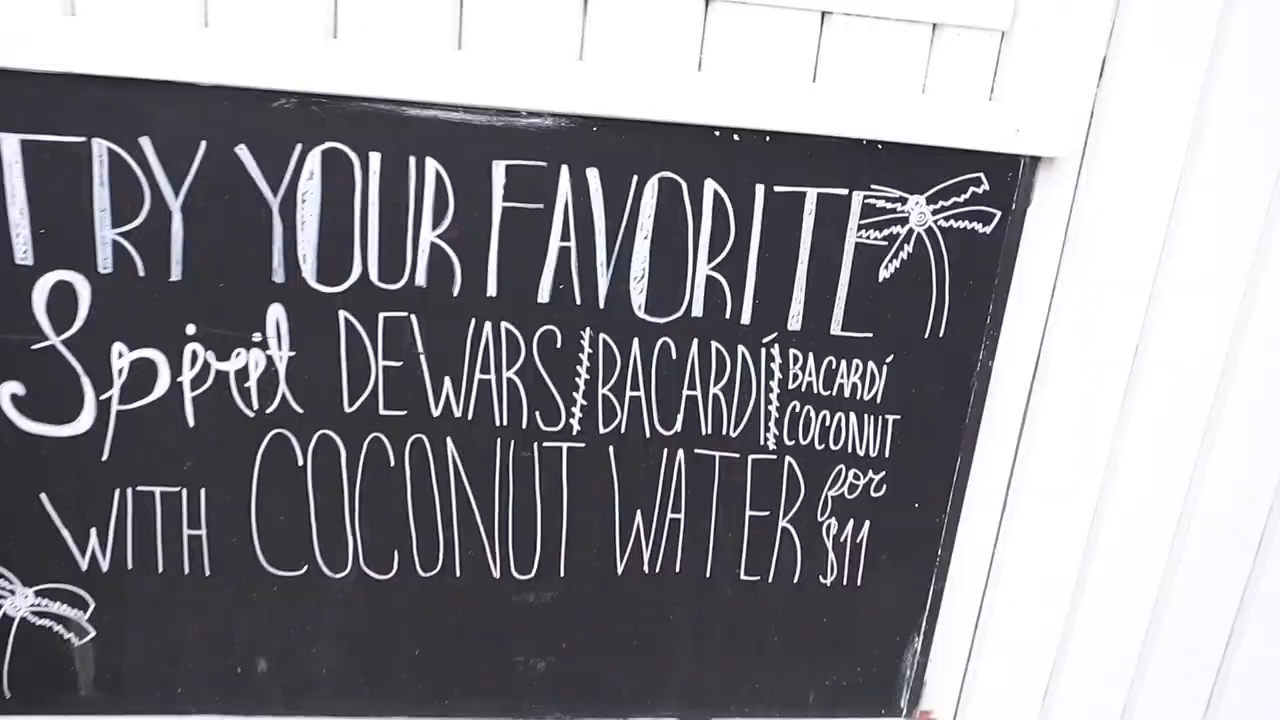 TRY YOUR FAVORITE
Spirit DEWARS BACARDÍ BACARDÍ
COCONUT
WITH COCONUT WATER for
$11